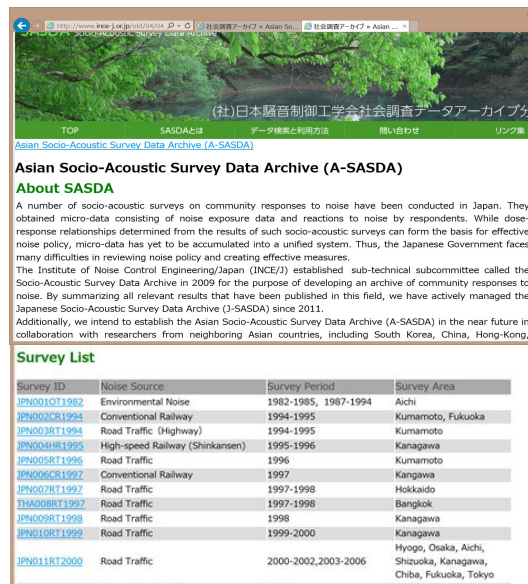 http://www.ince-j.or.jp/old/04/04
社会調査アーカイブ » Asian So...
社会調査アーカイブ » Asian ...
SASDA Socio-Acoustic Survey Data Archive
(社)日本騒音制御工学会社会調査データアーカイブ分
TOP SASDAとは データ検索と利用方法 問い合わせ リンク集
Asian Socio-Acoustic Survey Data Archive (A-SASDA)
Asian Socio-Acoustic Survey Data Archive (A-SASDA)
About SASDA
A number of socio-acoustic surveys on community responses to noise have been conducted in Japan. They
obtained micro-data consisting of noise exposure data and reactions to noise by respondents. While dose-
response relationships determined from the results of such socio-acoustic surveys can form the basis for effective
noise policy, micro-data has yet to be accumulated into a unified system. Thus, the Japanese Government faces
many difficulties in reviewing noise policy and creating effective measures.
The Institute of Noise Control Engineering/Japan (INCE/J) established sub-technical subcommittee called the
Socio-Acoustic Survey Data Archive in 2009 for the purpose of developing an archive of community responses to
noise. By summarizing all relevant results that have been published in this field, we have actively managed the
Japanese Socio-Acoustic Survey Data Archive (J-SASDA) since 2011.
Additionally, we intend to establish the Asian Socio-Acoustic Survey Data Archive (A-SASDA) in the near future in
collaboration with researchers from neighboring Asian countries, including South Korea, China, Hong-Kong,
Survey List
Survey ID Noise Source Survey Period Survey Area
JPN001OT1982 Environmental Noise 1982-1985, 1987-1994 Aichi
JPN002CR1994 Conventional Railway 1994-1995 Kumamoto, Fukuoka
JPN003RT1994 Road Traffic (Highway) 1994-1995 Kumamoto
JPN004HR1995 High-speed Railway (Shinkansen) 1995-1996 Kanagawa
JPN005RT1996 Road Traffic 1996 Kumamoto
JPN006CR1997 Conventional Railway 1997 Kangawa
JPN007RT1997 Road Traffic 1997-1998 Hokkaido
THA008RT1997 Road Traffic 1997-1998 Bangkok
JPN009RT1998 Road Traffic 1998 Kanagawa
JPN010RT1999 Road Traffic 1999-2000 Kanagawa
JPN011RT2000 Road Traffic 2000-2002,2003-2006 Hyogo, Osaka, Aichi,
Shizuoka, Kanagawa,
Chiba, Fukuoka, Tokyo